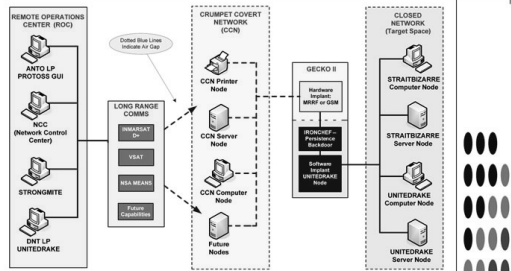 REMOTE OPERATIONS
CENTER (ROC)
ANTO LP
PROTOSS GUI
NCC
(Network Control
Center)
STRONGMITE
DNT LP
UNITEDRAKE
Dotted Blue Lines
Indicate Air Gap
LONG RANGE
COMMS
INMARSAT
D+
VSAT
NSA MEANS
Future
Capabilities
CRUMPET COVERT
NETWORK
(CCN)
CCN Printer
Node
CCN Server
Node
CCN Computer
Node
Future
Nodes
GECKO II
Hardware
Implant:
MRRF or GSM
IRONCHEF –
Persistence
Backdoor
Software
Implant
UNITEDRAKE
Node
CLOSED
NETWORK
(Target Space)
STRAITBIZARRE
Computer Node
STRAITBIZARRE
Server Node
UNITEDRAKE
Computer Node
UNITEDRAKE
Server Node